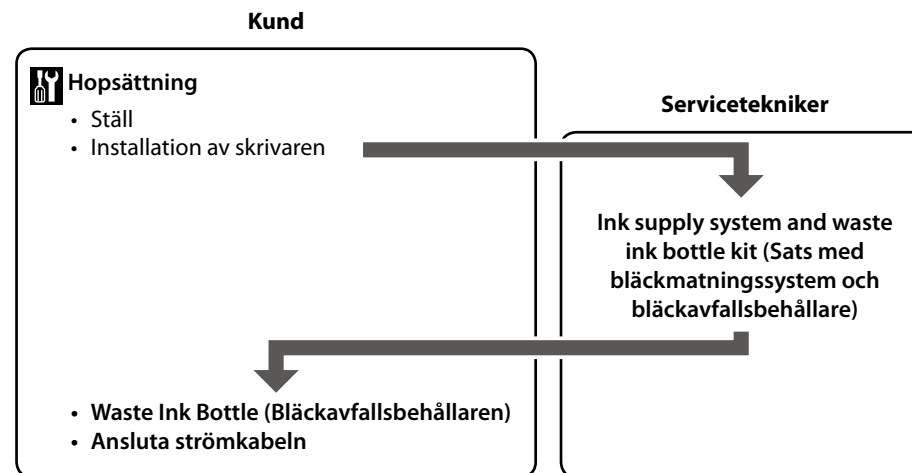 Kund
Hopsättning
• Ställ
• Installation av skrivaren
Servicetekniker
Ink supply system and waste
ink bottle kit (Sats med
bläckmatningssystem och
bläckavfallsbehållare)
• Waste Ink Bottle (Bläckavfallsbehållaren)
• Ansluta strömkabeln